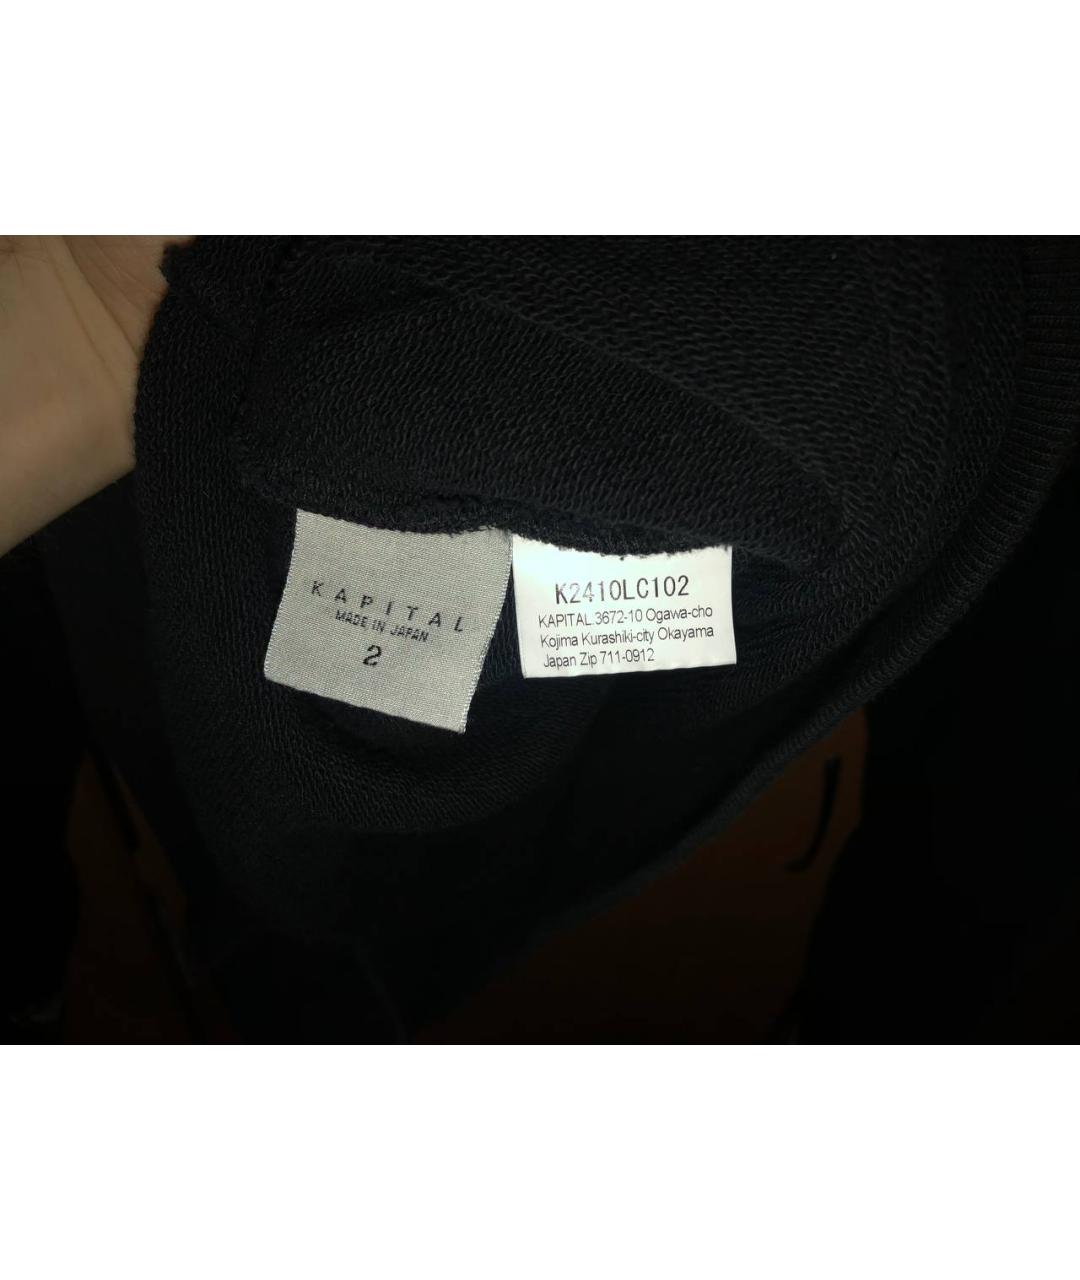 KAPITAL
MADE IN JAPAN
2
K2410LC102
KAPITAL.3672-10 Ogawa-cho
Kojima Kurashiki-city Okayama
Japan Zip 711-0912